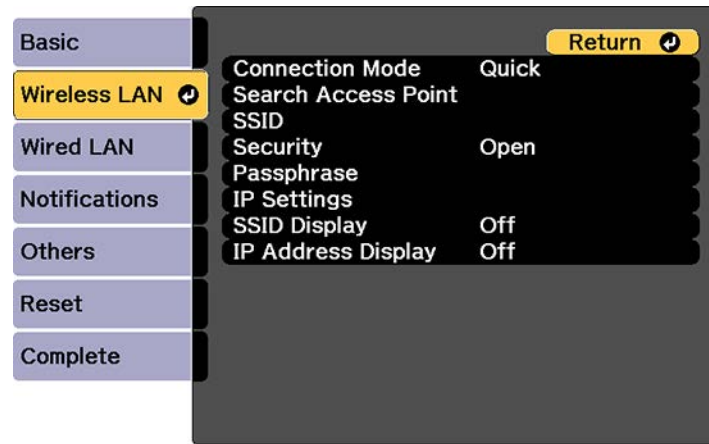 Basic
Wireless LAN
Wired LAN
Notifications
Others
Reset
Complete
Return
Connection Mode Quick
Search Access Point
SSID
Security Open
Passphrase
IP Settings
SSID Display Off
IP Address Display Off